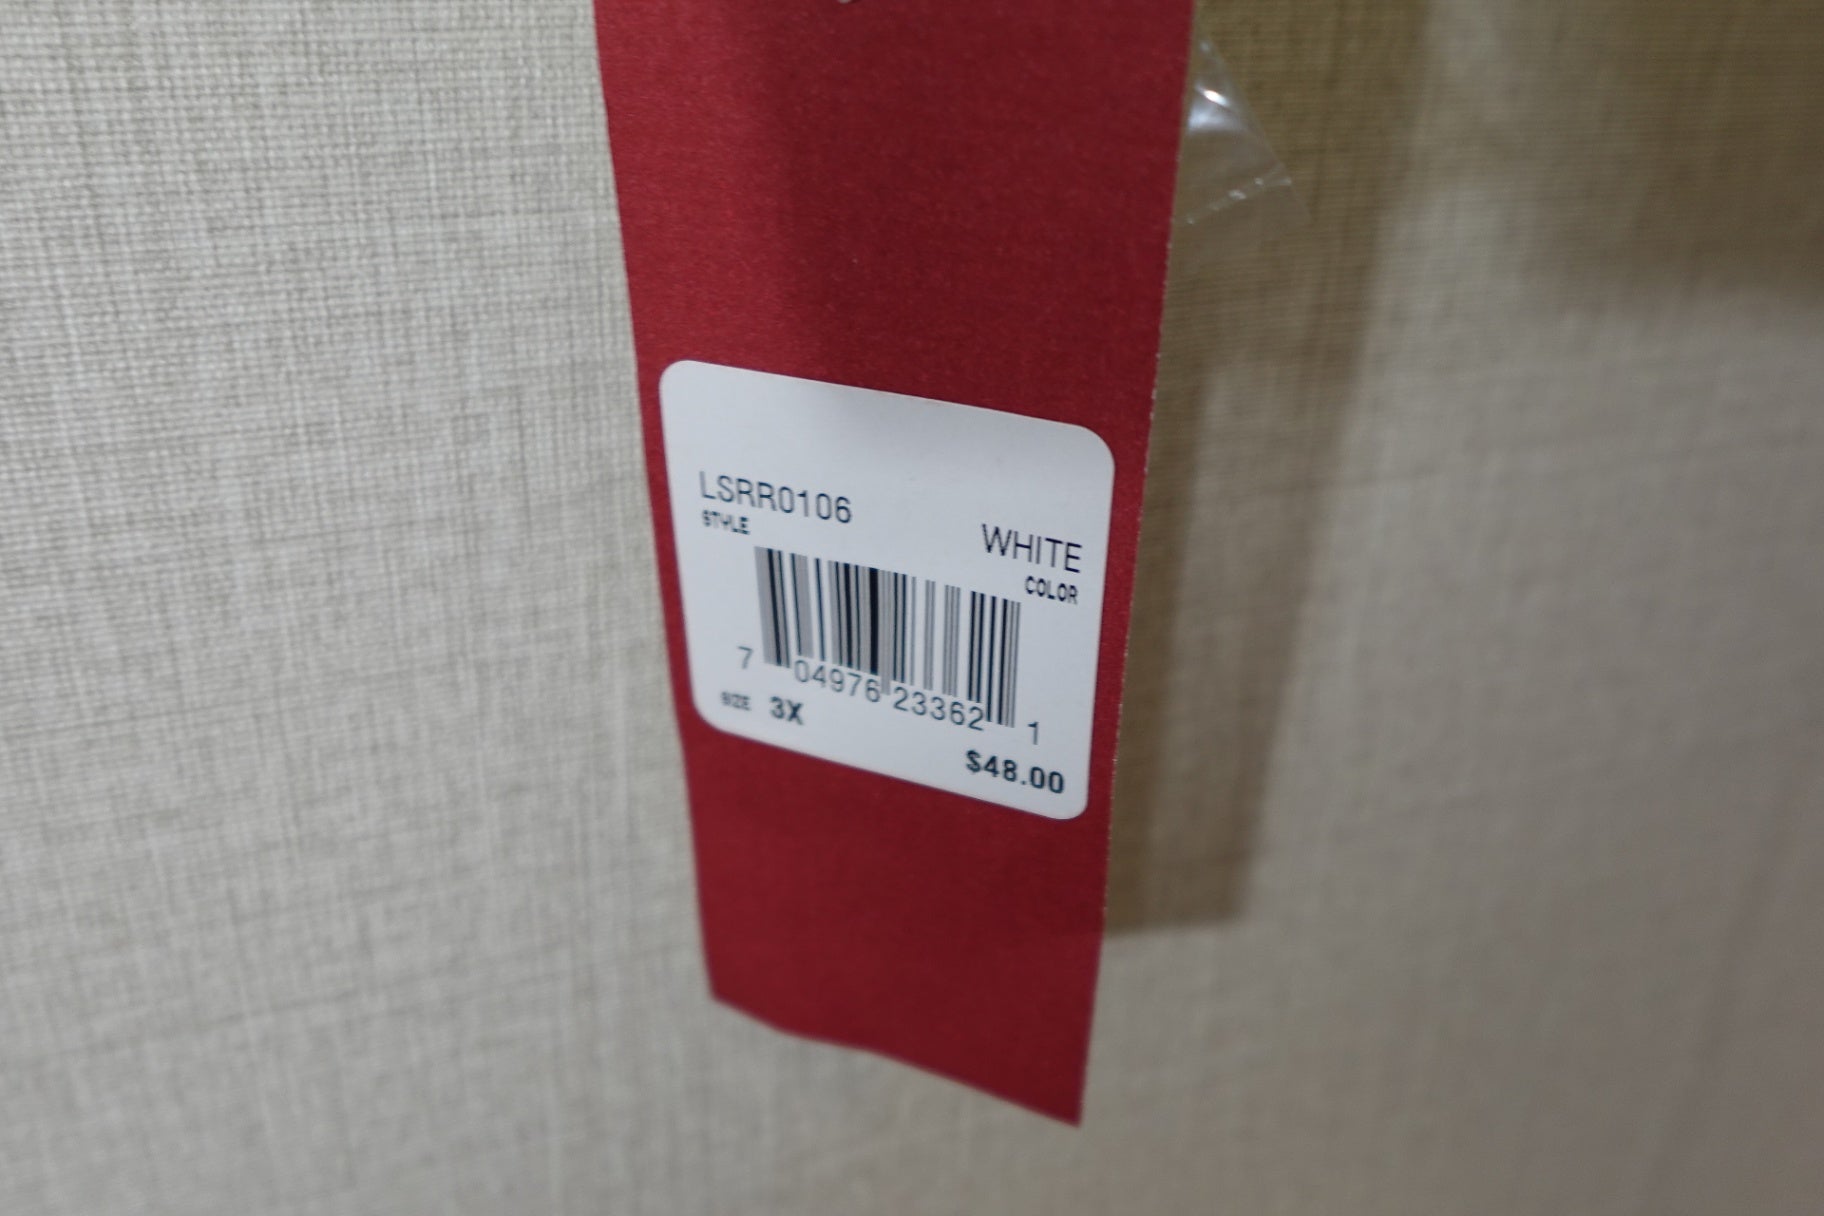 LSRR0106
STYLE
WHITE
COLOR
7 04976 23362 1
SIZE 3X
$48.00